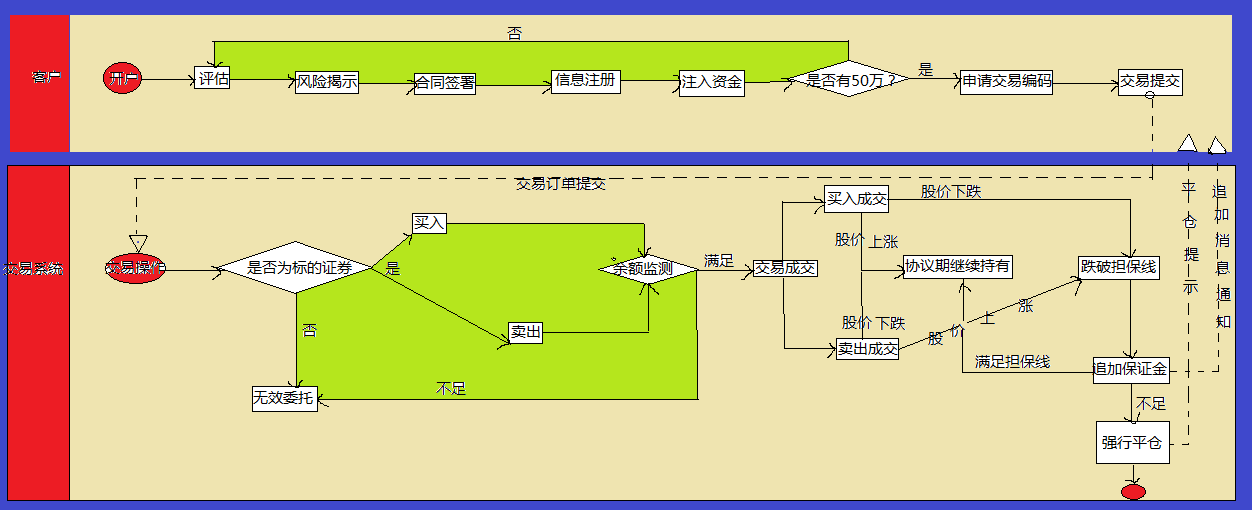 否
客户
开户
评估
风险揭示
合同签署
信息注册
注入资金
是否有50万？
是
申请交易编码
交易提交
交易订单提交
平仓提示
追加消息通知
交易系统
交易操作
是否为标的证券
是
否
买入
卖出
无效委托
不足
余额监测
满足
交易成交
买入成交
股价下跌
股价 上涨
协议期继续持有
跌破担保线
股价 下跌
卖出成交
股价上涨
满足担保线
追加保证金
不足
强行平仓